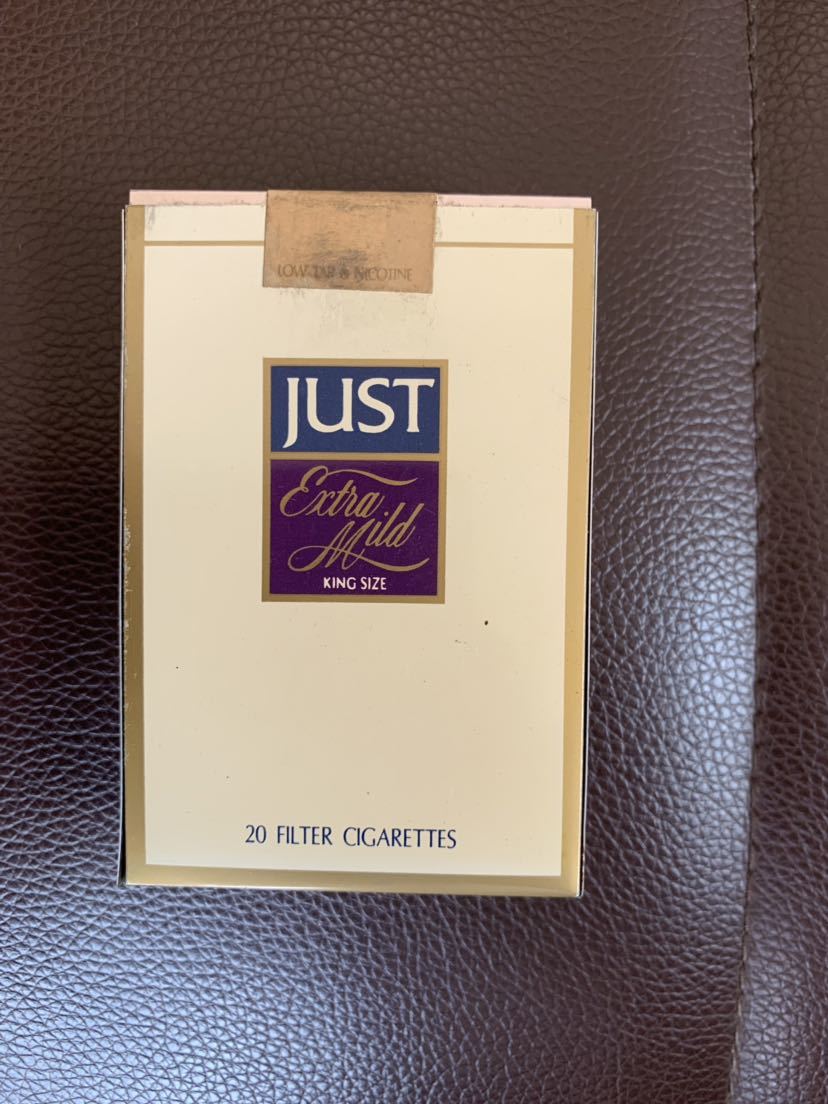 LOW TAR & NICOTINE
JUST
Extra
Mild
KING SIZE
20 FILTER CIGARETTES